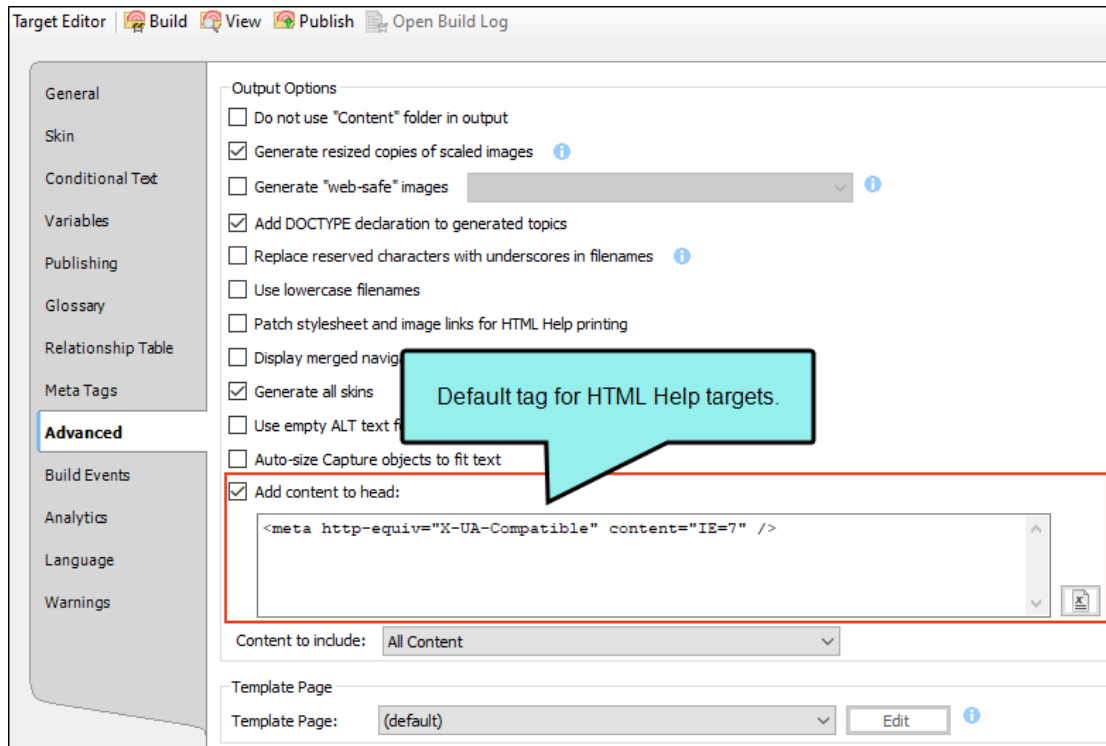 Target Editor Build View Publish Open Build Log
General
Skin
Conditional Text
Variables
Publishing
Glossary
Relationship Table
Meta Tags
Advanced
Build Events
Analytics
Language
Warnings
Output Options
Do not use "Content" folder in output
Generate resized copies of scaled images
Generate "web-safe" images
Add DOCTYPE declaration to generated topics
Replace reserved characters with underscores in filenames
Use lowercase filenames
Patch stylesheet and image links for HTML Help printing
Display merged
Generate all skins
Use empty ALT text
Auto-size Capture objects to fit text
Default tag for HTML Help targets.
Add content to head:
<meta http-equiv="X-UA-Compatible" content="IE=7" />
Content to include: All Content
Template Page
Template Page: (default) Edit